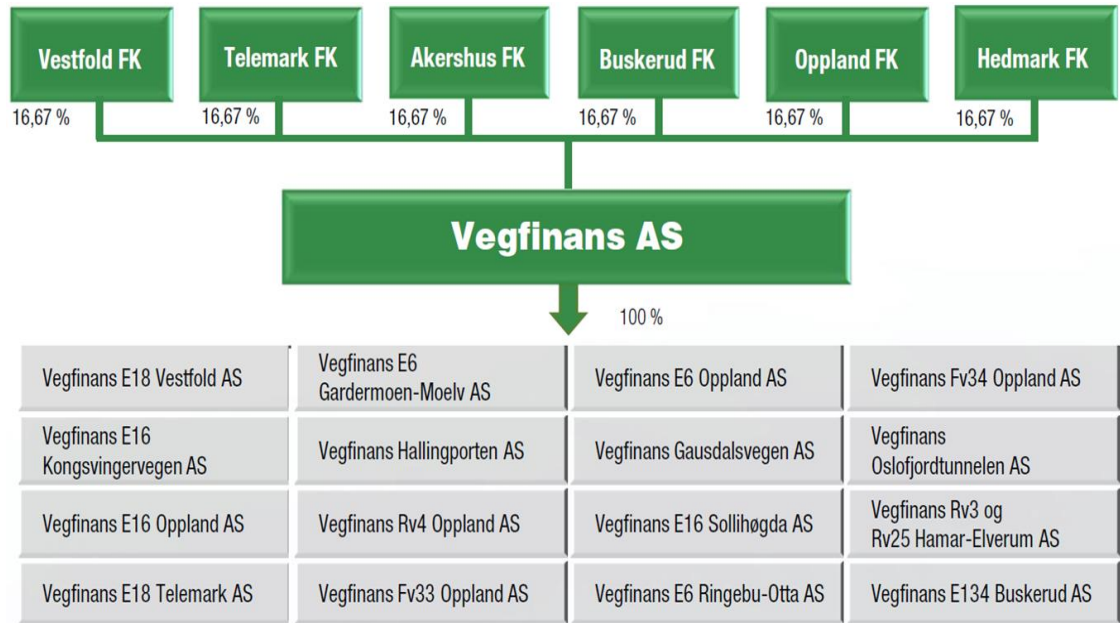 Vestfold FK
Telemark FK
Akershus FK
Buskerud FK
Oppland FK
Hedmark FK
16,67 %
16,67 %
16,67 %
16,67 %
16,67 %
16,67 %
Vegfinans AS
100 %
Vegfinans E18 Vestfold AS
Vegfinans E6
Gardermoen-Moelv AS
Vegfinans E6 Oppland AS
Vegfinans Fv34 Oppland AS
Vegfinans E16
Kongsvingervegen AS
Vegfinans Hallingporten AS
Vegfinans Gausdalsvegen AS
Vegfinans
Oslofjordtunnelen AS
Vegfinans E16 Oppland AS
Vegfinans Rv4 Oppland AS
Vegfinans E16 Sollihøgda AS
Vegfinans Rv3 og
Rv25 Hamar-Elverum AS
Vegfinans E18 Telemark AS
Vegfinans Fv33 Oppland AS
Vegfinans E6 Ringebu-Otta AS
Vegfinans E134 Buskerud AS